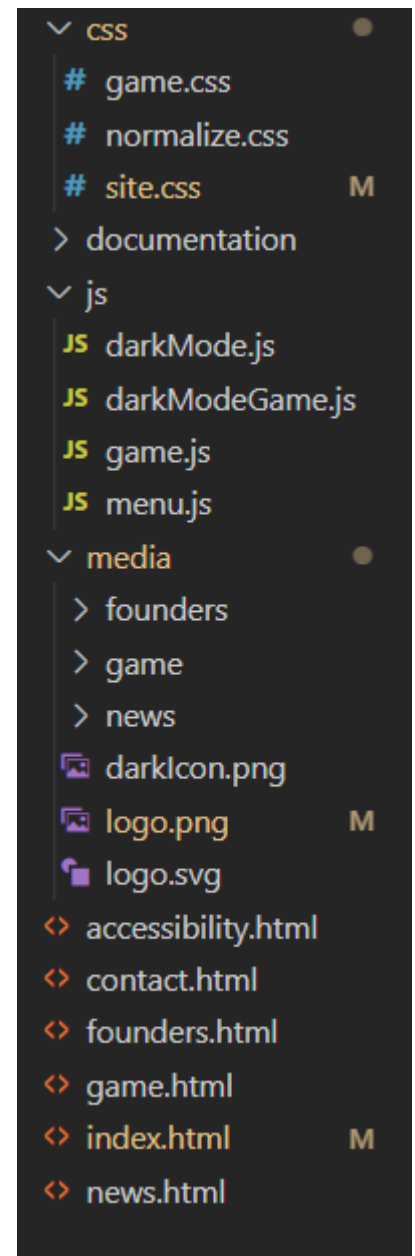 css
# game.css
# normalize.css
# site.css M
documentation
js
JS darkMode.js
JS darkModeGame.js
JS game.js
JS menu.js
media
founders
game
news
darkIcon.png
logo.png M
logo.svg
accessibility.html
contact.html
founders.html
game.html
index.html M
news.html